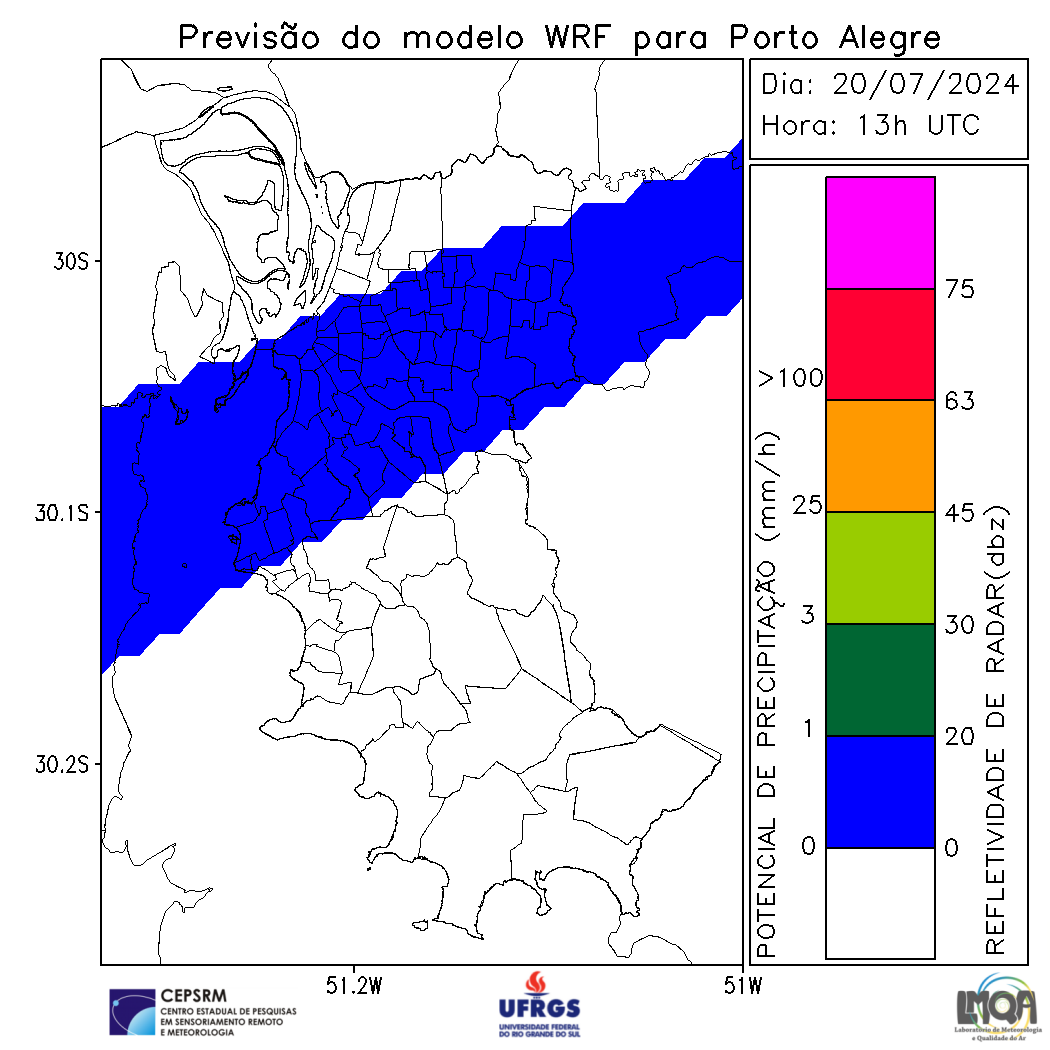 Previsão do modelo WRF para Porto Alegre
Dia: 20/07/2024
Hora: 13h UTC
30S
30.1S
30.2S
51.2W
51W
POTENCIAL DE PRECIPITAÇÃO (mm/h)
>100
25
3
1
0
75
63
45
30
20
0
REFLETIVIDADE DE RADAR(dbz)
CEPSRM
CENTRO ESTADUAL DE PESQUISAS
EM SENSORIAMENTO REMOTO
E METEOROLOGIA
UFRGS
UNIVERSIDADE FEDERAL
DO RIO GRANDE DO SUL
LMQA
Laboratório de Meteorologia
e Qualidade do Ar